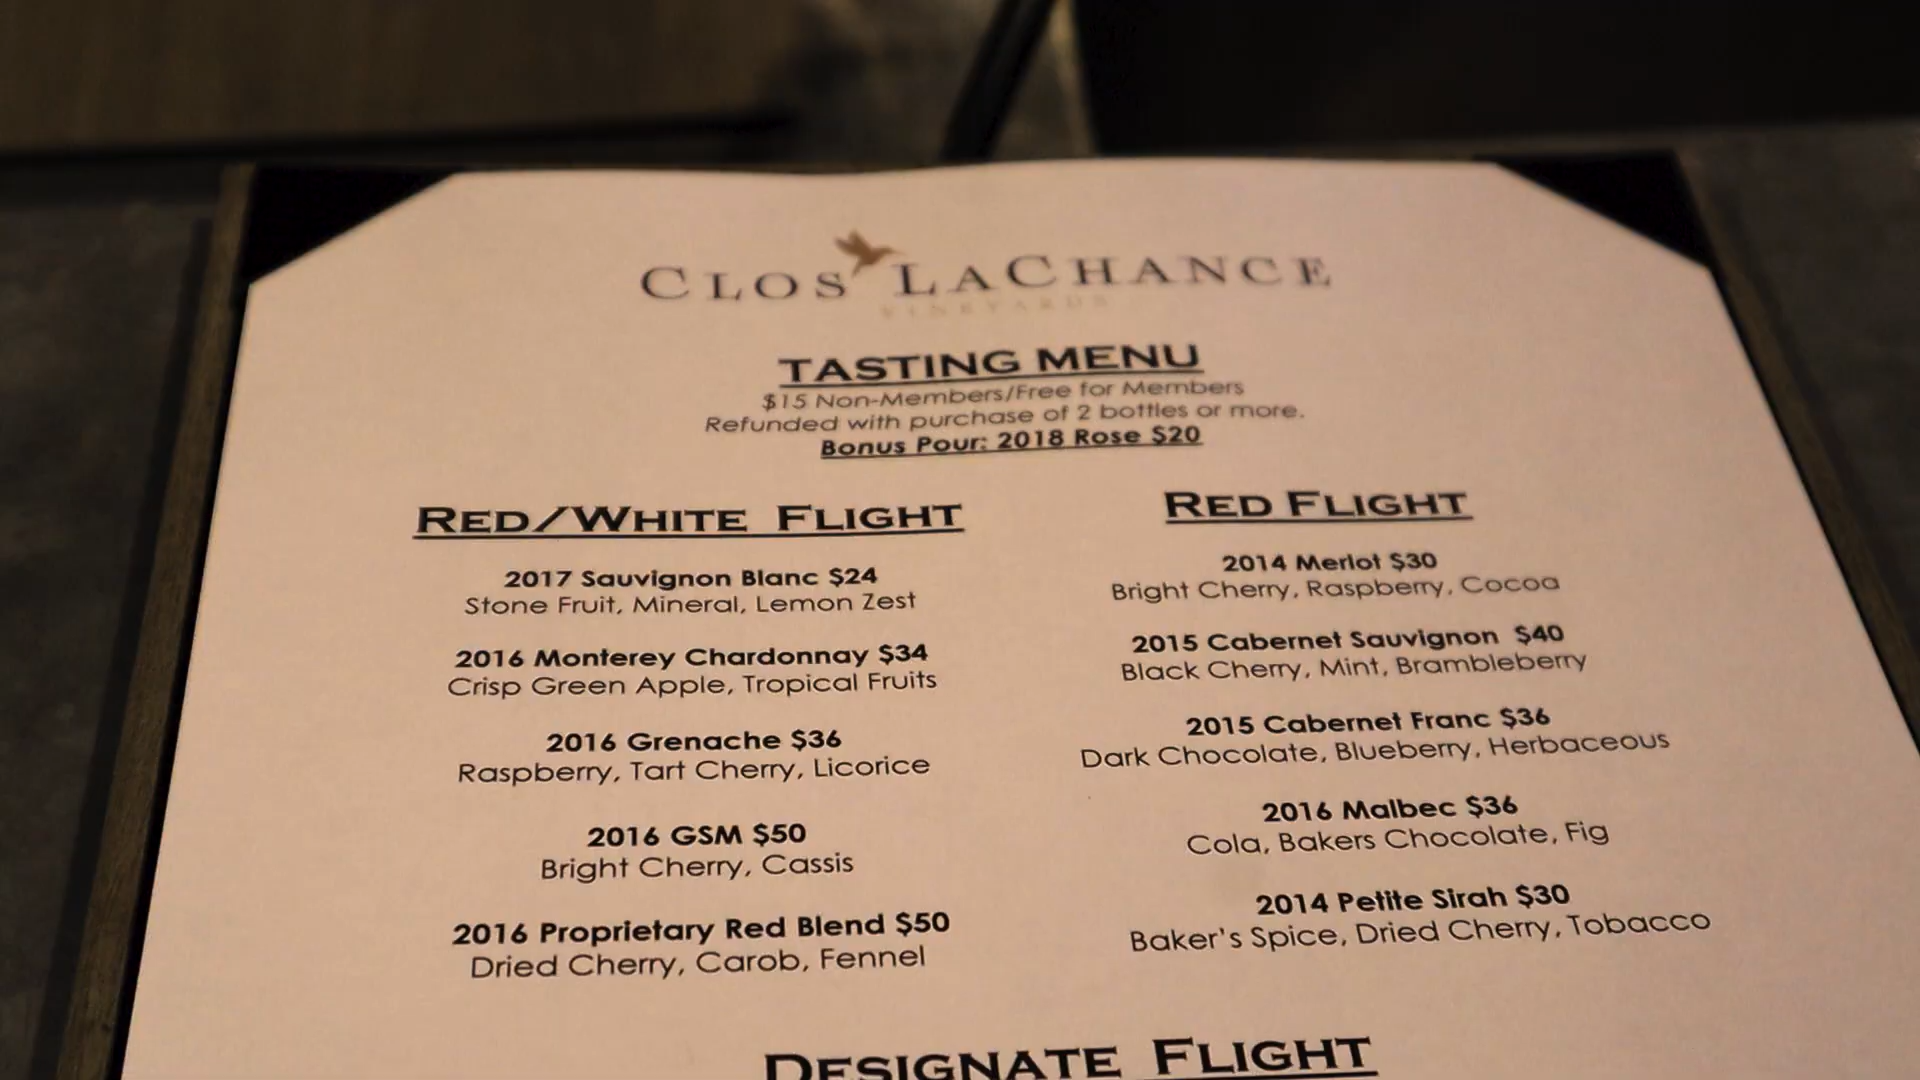 CLOS LACHANCE
VINEYARDS
TASTING MENU
$15 Non-Members/Free for Members
Refunded with purchase of 2 bottles or more.
Bonus Pour: 2018 Rose $20
RED/WHITE FLIGHT
2017 Sauvignon Blanc $24
Stone Fruit, Mineral, Lemon Zest
2016 Monterey Chardonnay $34
Crisp Green Apple, Tropical Fruits
2016 Grenache $36
Raspberry, Tart Cherry, Licorice
2016 GSM $50
Bright Cherry, Cassis
2016 Proprietary Red Blend $50
Dried Cherry, Carob, Fennel
RED FLIGHT
2014 Merlot $30
Bright Cherry, Raspberry, Cocoa
2015 Cabernet Sauvignon $40
Black Cherry, Mint, Brambleberry
2015 Cabernet Franc $36
Dark Chocolate, Blueberry, Herbaceous
2016 Malbec $36
Cola, Bakers Chocolate, Fig
2014 Petite Sirah $30
Baker's Spice, Dried Cherry, Tobacco
DESIGNATE FLIGHT